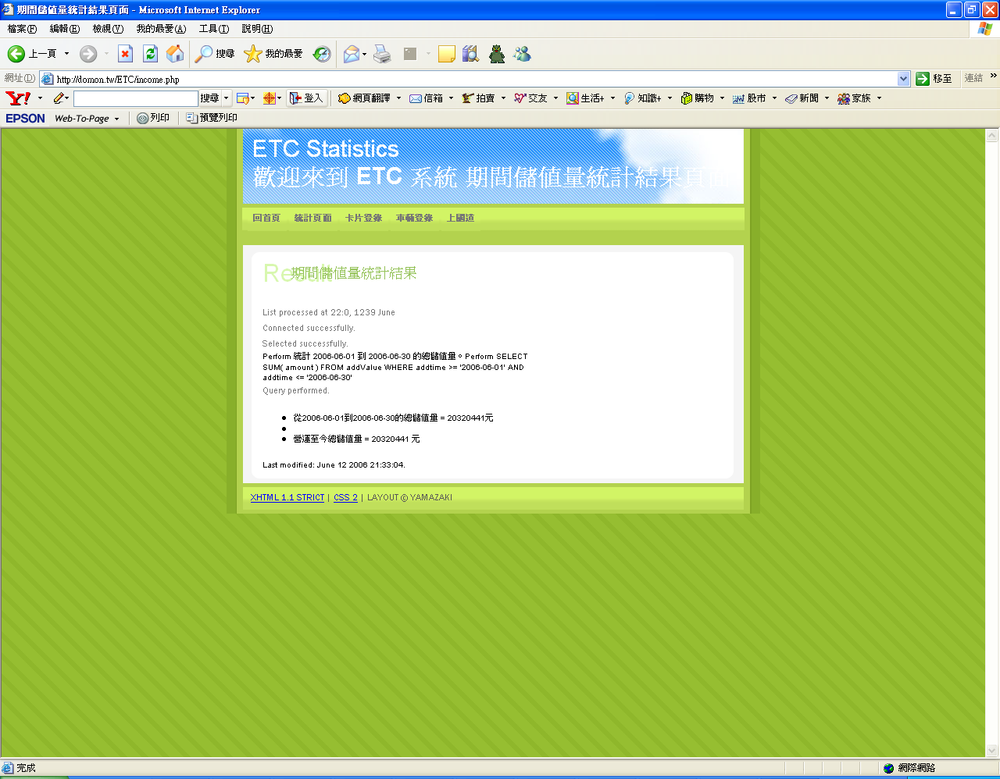 期間儲值量統計結果頁面 - Microsoft Internet Explorer
檔案(F) 編輯(E) 檢視(V) 我的最愛(A) 工具(T) 說明(H)
上一頁 搜尋 我的最愛
網址(D) http://domon.tw/ETC/income.php 移至 連結 »
Y! 搜尋 登入 網頁翻譯 信箱 拍賣 交友 生活+ 知識+ 購物 股市 新聞 家族
EPSON Web-To-Page 列印 預覽列印
ETC Statistics
歡迎來到 ETC 系統 期間儲值量統計結果頁面
回首頁 統計頁面 卡片登錄 車輛登錄 上國道
Result
期間儲值量統計結果
List processed at 22:0, 1239 June
Connected successfully.
Selected successfully.
Perform 統計 2006-06-01 到 2006-06-30 的總儲值量。Perform SELECT
SUM( amount ) FROM addValue WHERE addtime >= '2006-06-01' AND
addtime <= '2006-06-30'
Query performed.
從2006-06-01到2006-06-30的總儲值量 = 20320441元
營運至今總儲值量 = 20320441 元
Last modified: June 12 2006 21:33:04.
XHTML 1.1 STRICT | CSS 2 | LAYOUT © YAMAZAKI
完成 網際網路